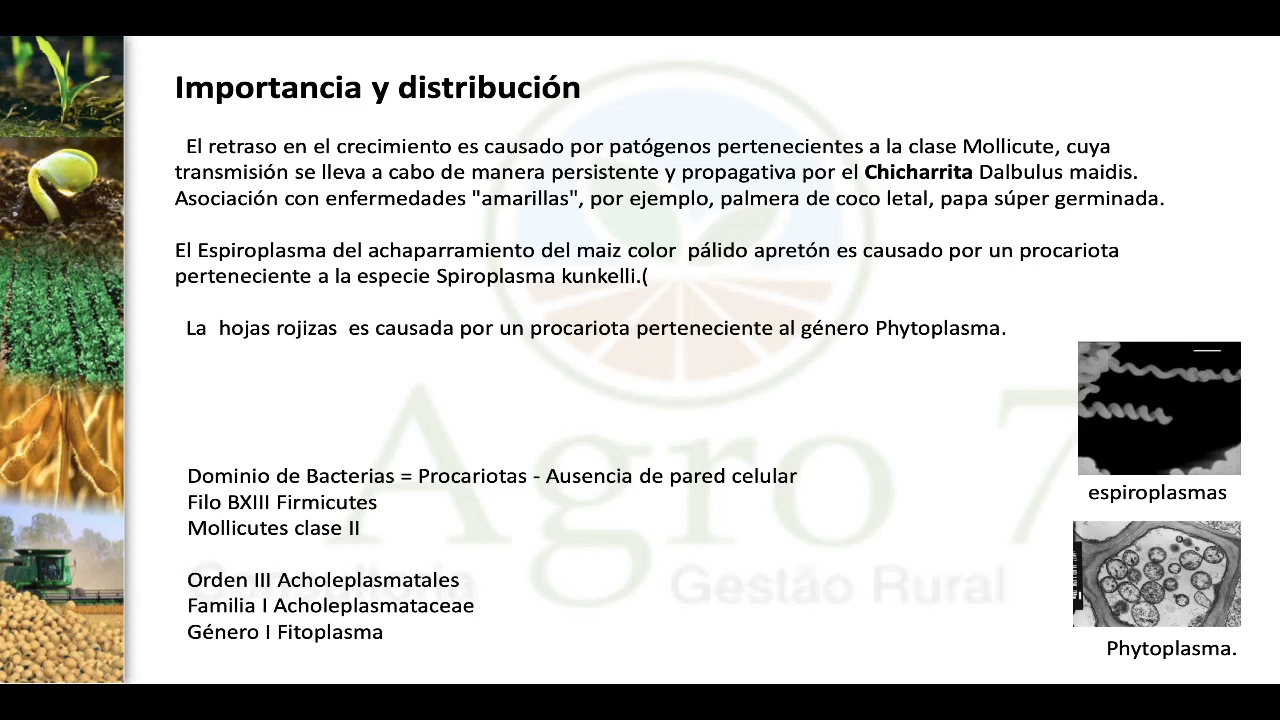 Importancia y distribución
El retraso en el crecimiento es causado por patógenos pertenecientes a la clase Mollicute, cuya
transmisión se lleva a cabo de manera persistente y propagativa por el Chicharrita Dalbulus maidis.
Asociación con enfermedades "amarillas", por ejemplo, palmera de coco letal, papa súper germinada.
El Espiroplasma del achaparramiento del maiz color pálido apretón es causado por un procariota
perteneciente a la especie Spiroplasma kunkelli.(
La hojas rojizas es causada por un procariota perteneciente al género Phytoplasma.
Dominio de Bacterias = Procariotas - Ausencia de pared celular
Filo BXIII Firmicutes
Mollicutes clase II
Orden III Acholeplasmatales
Familia I Acholeplasmataceae
Género I Fitoplasma
espiroplasmas
Phytoplasma.
Agro 7
Consultoria
Gestão Rural